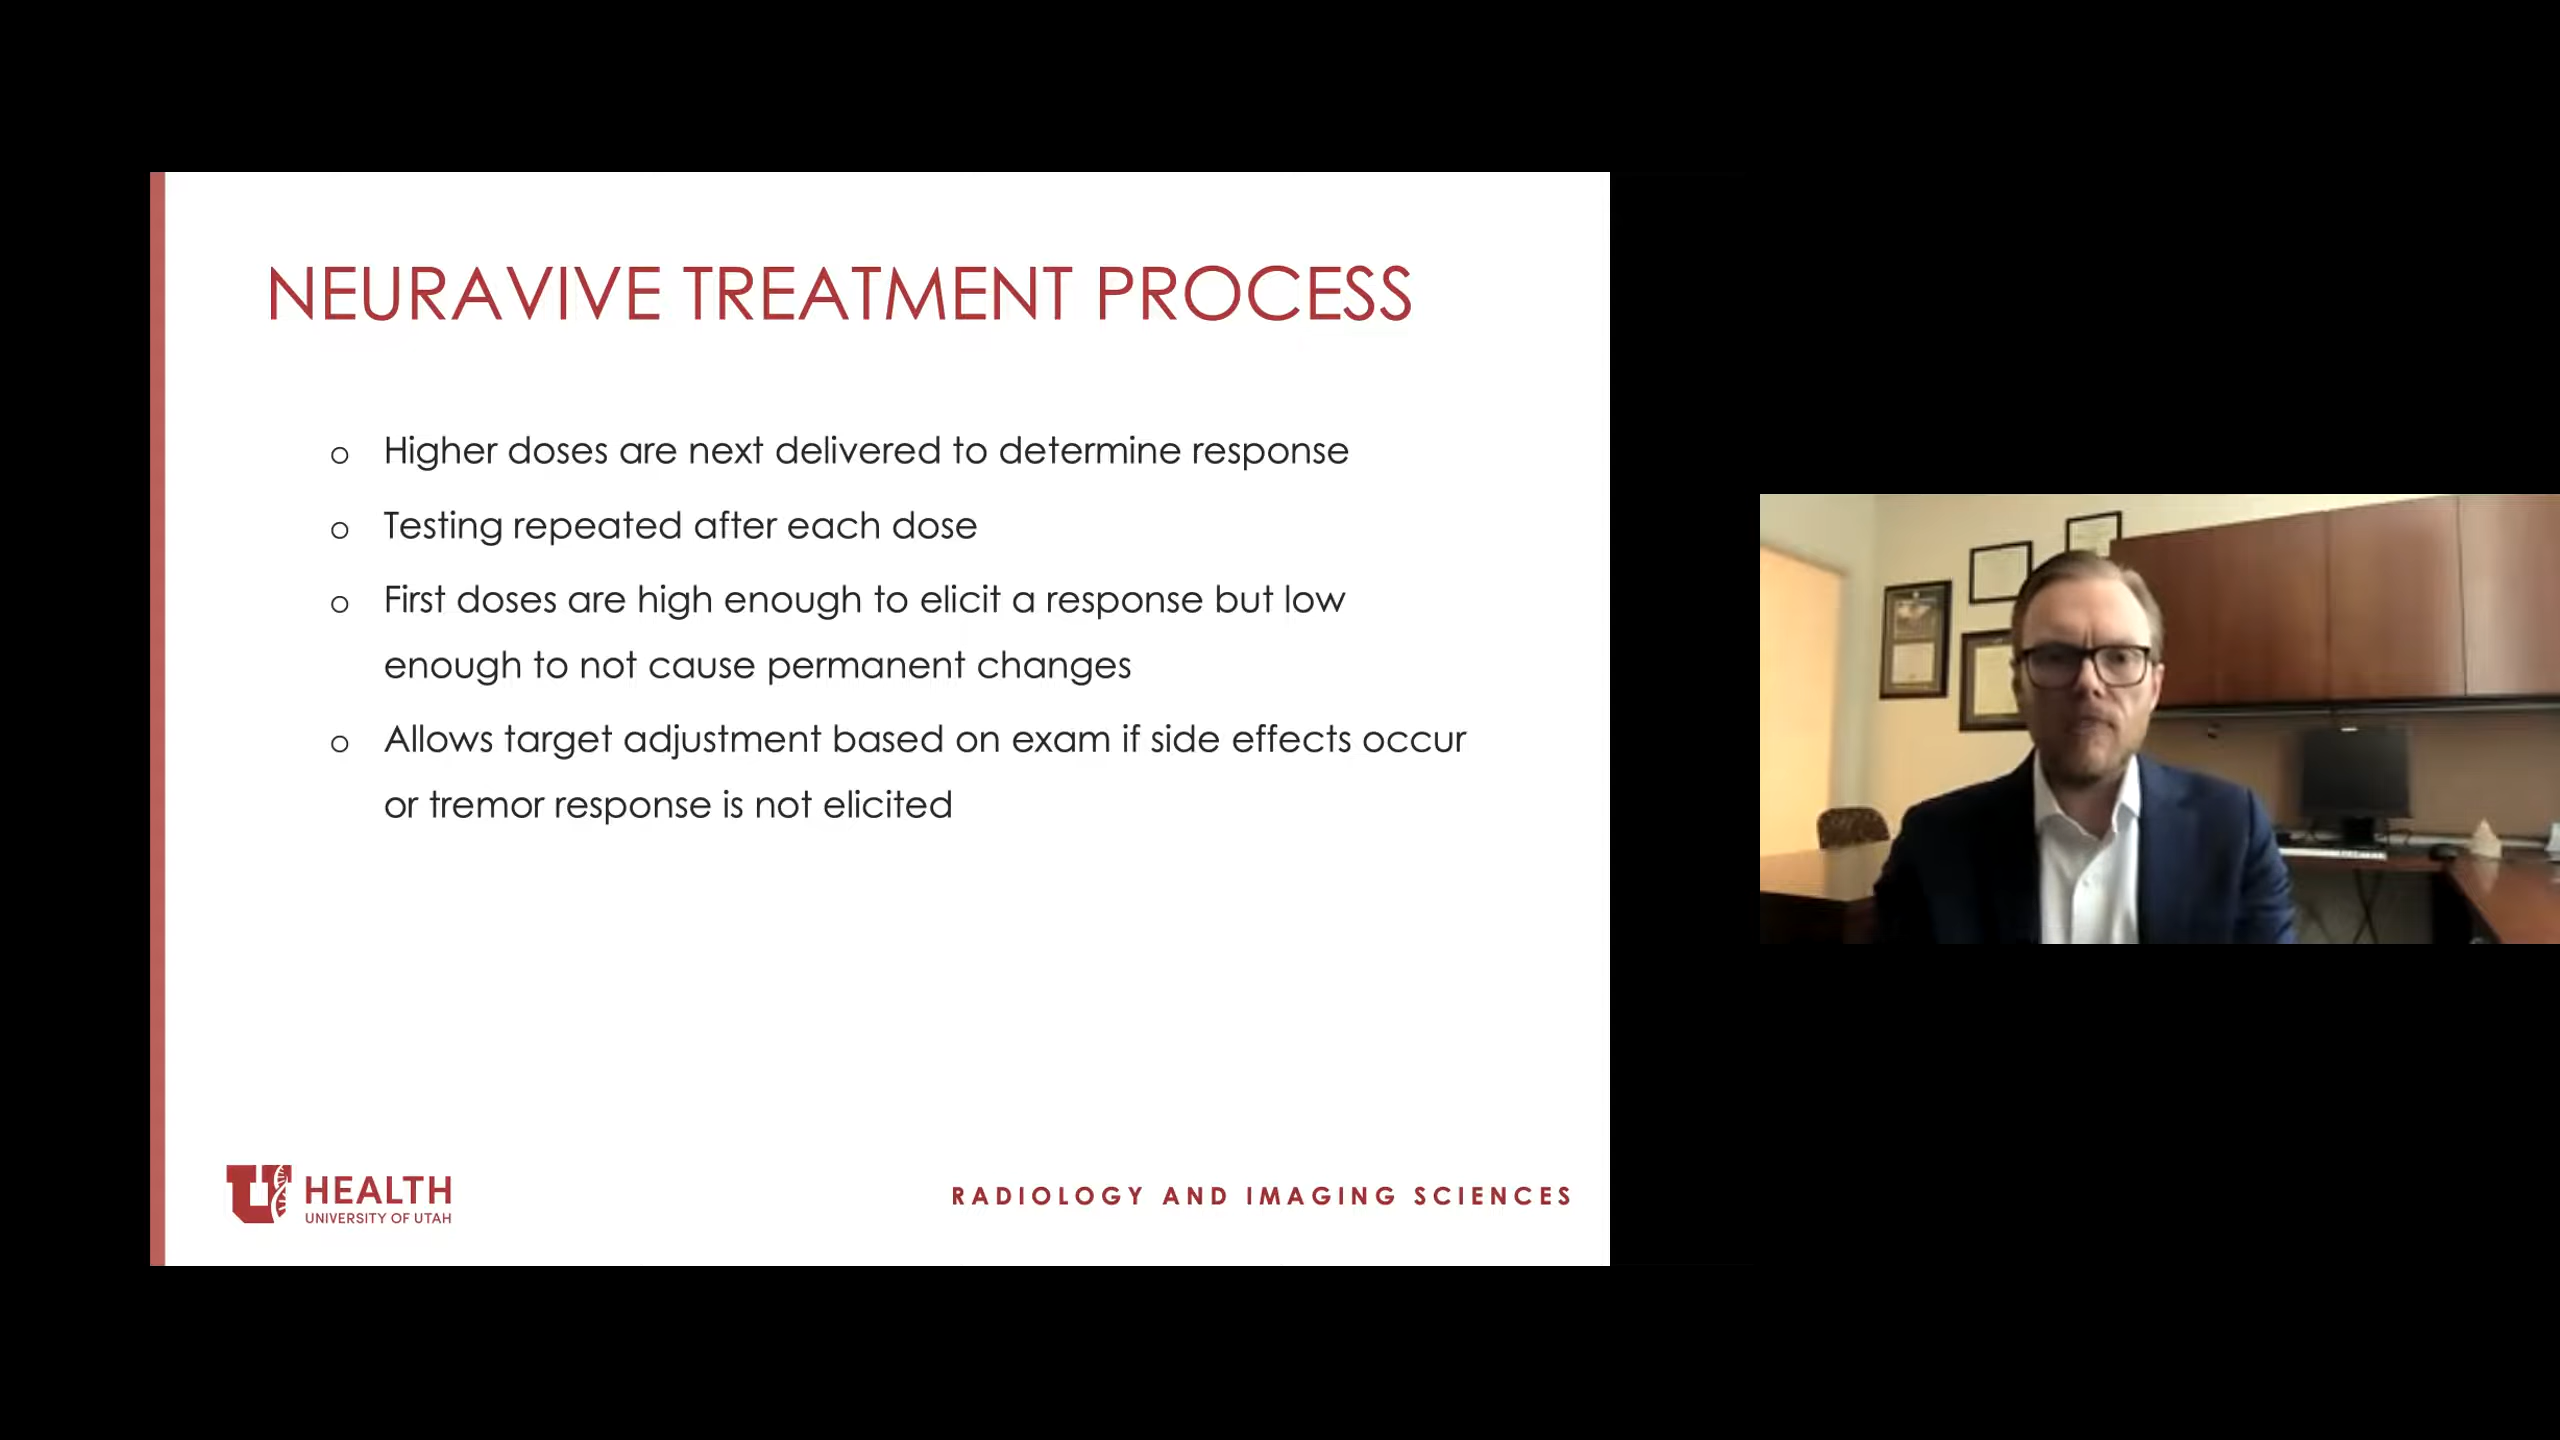 NEURAVIVE TREATMENT PROCESS
o Higher doses are next delivered to determine response
o Testing repeated after each dose
o First doses are high enough to elicit a response but low
enough to not cause permanent changes
o Allows target adjustment based on exam if side effects occur
or tremor response is not elicited
U HEALTH
UNIVERSITY OF UTAH
RADIOLOGY AND IMAGING SCIENCES